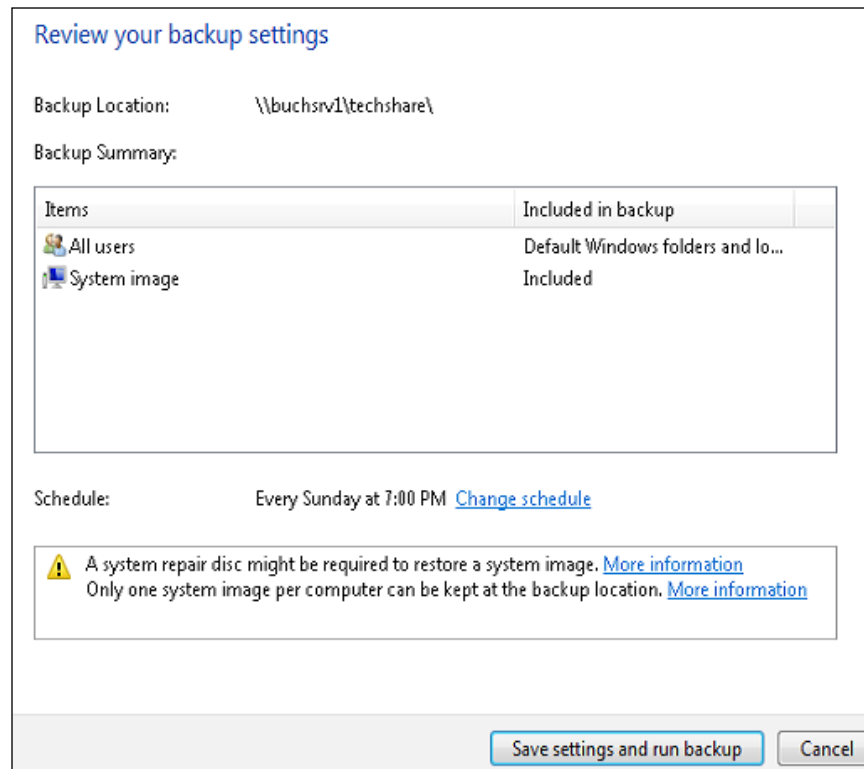 Review your backup settings
Backup Location: \\buchsrv1\techshare\
Backup Summary:
Items Included in backup
All users Default Windows folders and lo...
System image Included
Schedule: Every Sunday at 7:00 PM Change schedule
A system repair disc might be required to restore a system image. More information
Only one system image per computer can be kept at the backup location. More information
Save settings and run backup Cancel